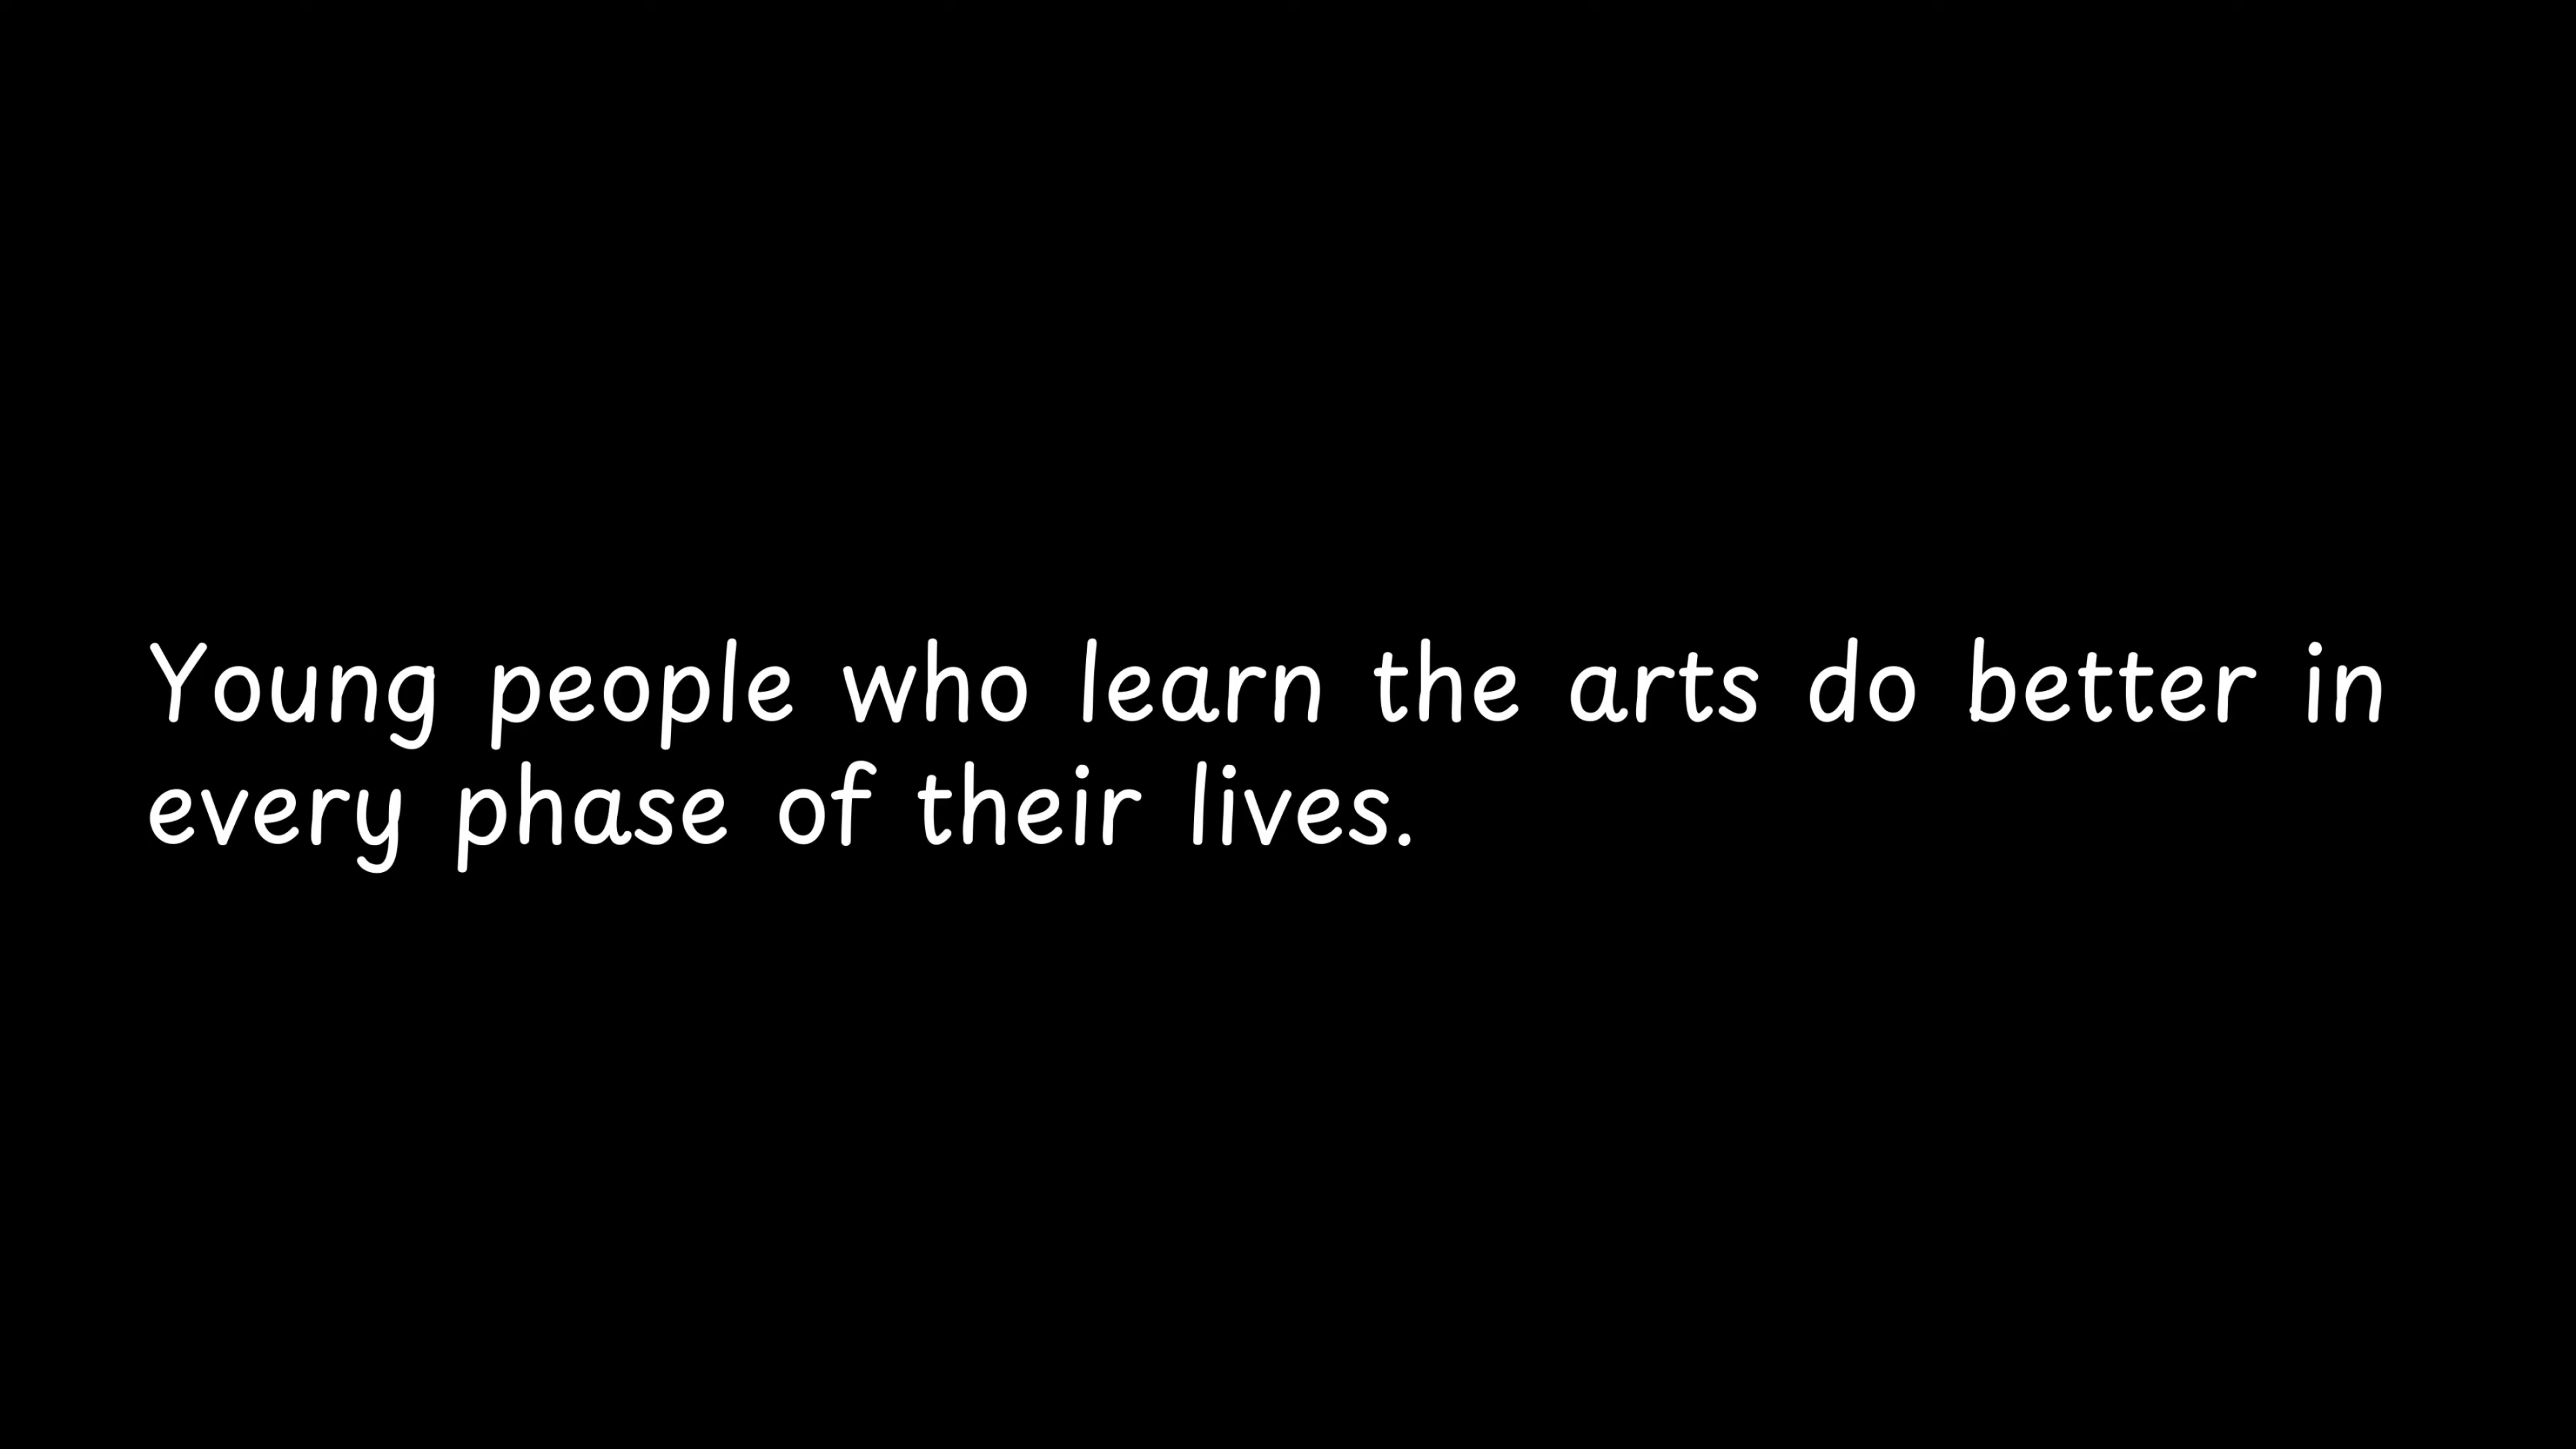 Young people who learn the arts do better in
every phase of their lives.